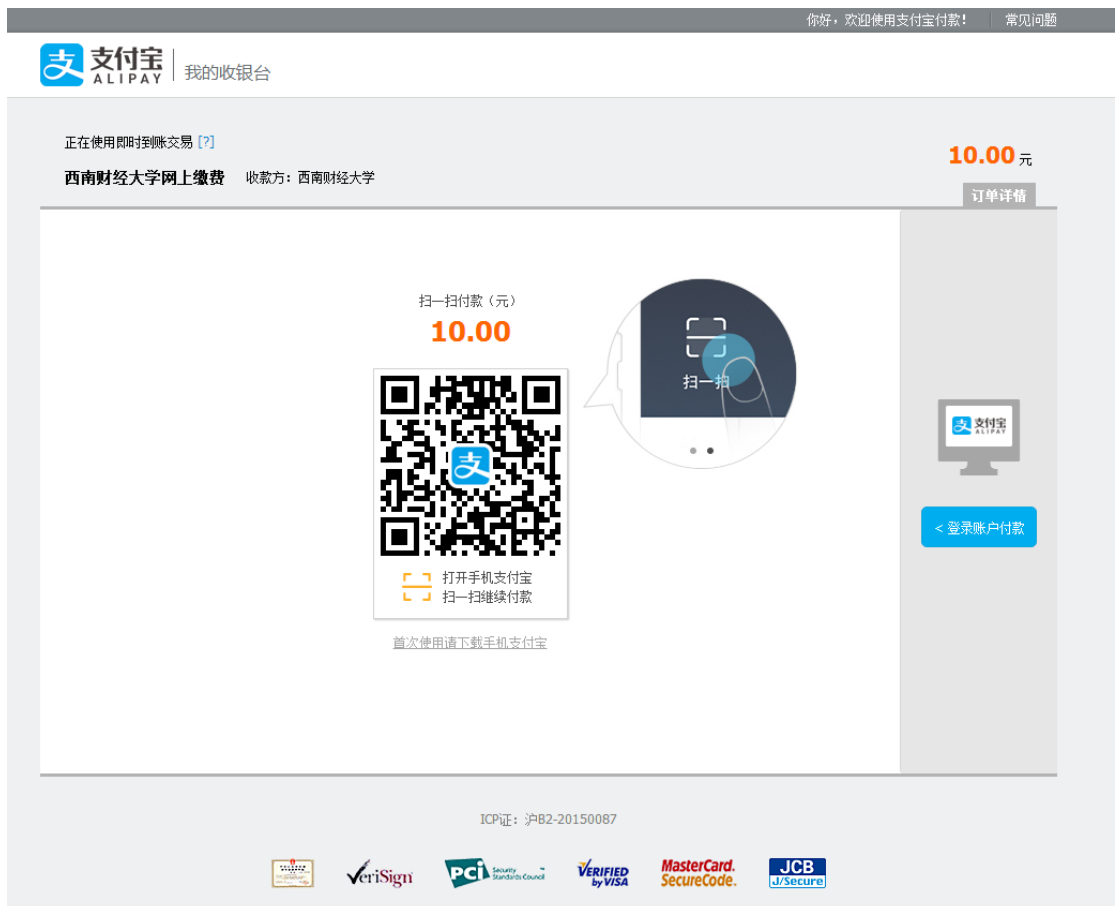 你好，欢迎使用支付宝付款！ 常见问题
支 支付宝 ALIPAY 我的收银台
正在使用即时到账交易 [?]
10.00 元
西南财经大学网上缴费 收款方：西南财经大学
订单详情
扫一扫付款（元）
10.00
扫一扫
支
支 支付宝 ALIPAY
< 登录账户付款
打开手机支付宝
扫一扫继续付款
首次使用请下载手机支付宝
ICP证：沪B2-20150087
VeriSign PCI Security Standards Council VERIFIED by VISA MasterCard. SecureCode. JCB J/Secure